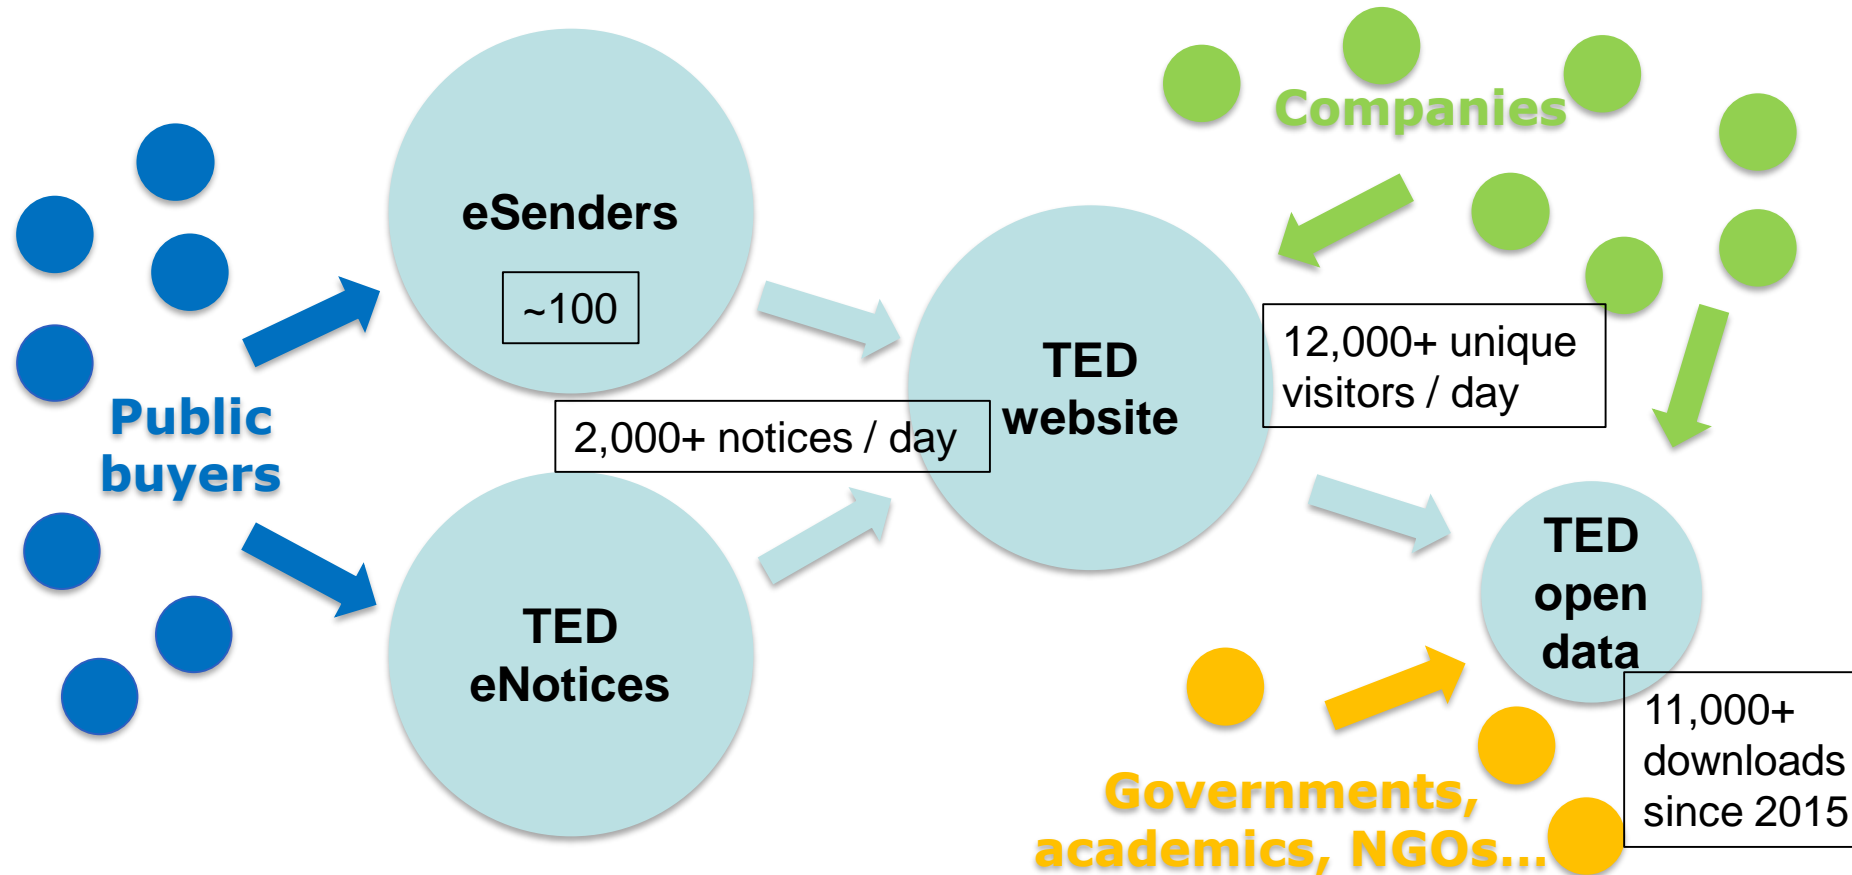 Companies
eSenders
~100
12,000+ unique
visitors / day
TED
website
Public
buyers
2,000+ notices / day
TED
open
data
TED
eNotices
11,000+
downloads
since 2015
Governments,
academics, NGOs...